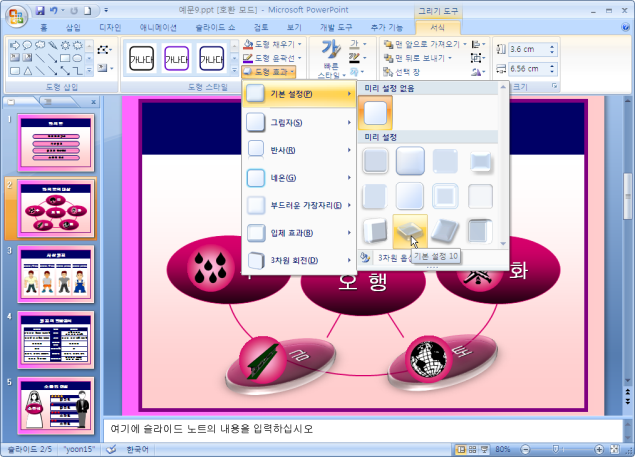 예문9.ppt [호환 모드] - Microsoft PowerPoint
그리기 도구
홈 삽입 디자인 애니메이션 슬라이드 쇼 검토 보기 개발 도구 추가 기능 서식
가나다 가나다 가나다
도형 채우기
도형 윤곽선
도형 효과
빠른 스타일
맨 앞으로 가져오기
맨 뒤로 보내기
선택 창
3.6 cm
6.56 cm
도형 삽입 도형 스타일 크기
기본 설정(P)
그림자(S)
반사(R)
네온(G)
부드러운 가장자리(E)
입체 효과(B)
3차원 회전(D)
미리 설정 없음
미리 설정
3차원 옵션
기본 설정 10
1
2
3
4
5
오 행
화
여기에 슬라이드 노트의 내용을 입력하십시오
슬라이드 2/5 "yoon15" 한국어 80%